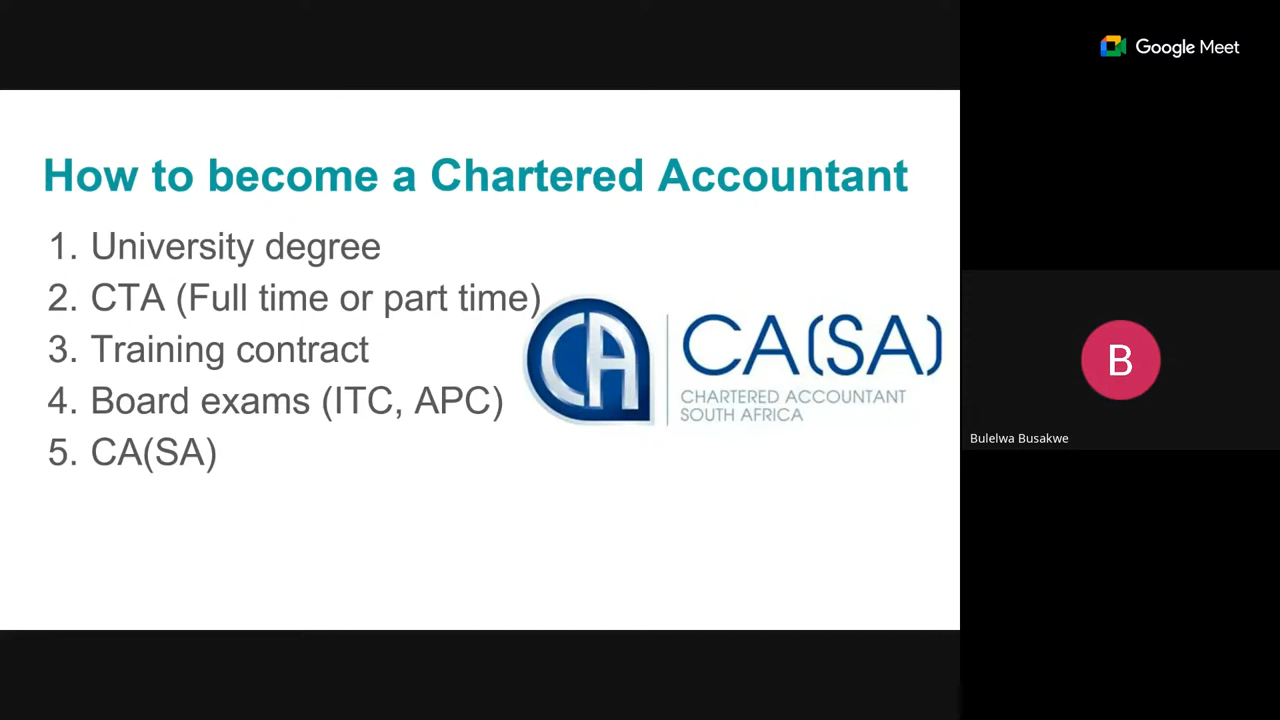 Google Meet
How to become a Chartered Accountant
1. University degree
2. CTA (Full time or part time)
3. Training contract
4. Board exams (ITC, APC)
5. CA(SA)
CA
CA(SA)
CHARTERED ACCOUNTANT
SOUTH AFRICA
B
Bulelwa Busakwe